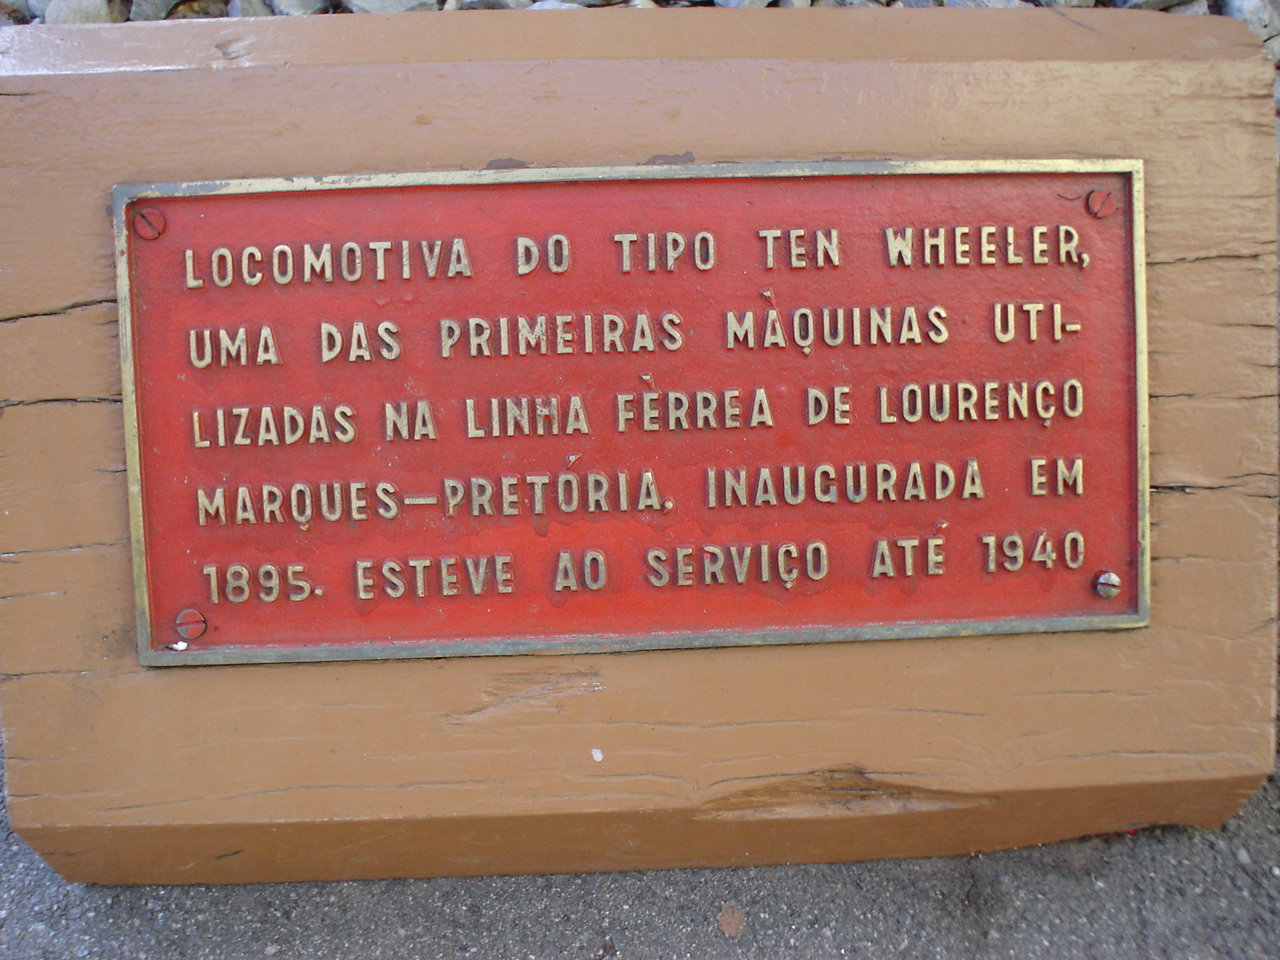 LOCOMOTIVA DO TIPO TEN WHEELER,
UMA DAS PRIMEIRAS MÀQUINAS UTI-
LIZADAS NA LINHA FÈRREA DE LOURENÇO
MARQUES—PRETÓRIA. INAUGURADA EM
1895. ESTEVE AO SERVIÇO ATÉ 1940